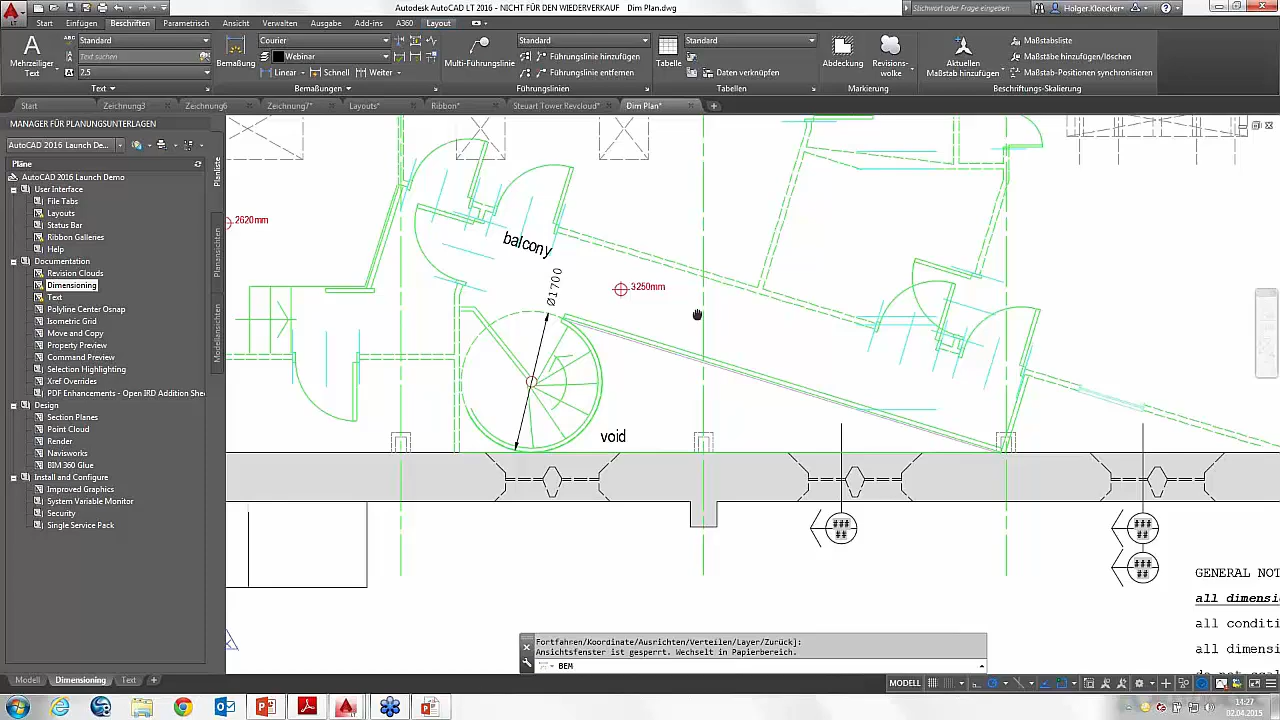 Autodesk AutoCAD LT 2016 - NICHT FÜR DEN WIEDERVERKAUF Dim Plan.dwg
Stichwort oder Frage eingeben
Holger.Kloecker...
LT
Start Einfügen Beschriften Parametrisch Ansicht Verwalten Ausgabe Add-ins A360 Layout
Standard
Text suchen
2.5
Mehrzeiliger
Text
Text
Bemaßung
Courier
Webinar
Linear
Schnell
Weiter
Bemaßungen
Multi-Führungslinie
Standard
Führungslinie hinzufügen
Führungslinie entfernen
Führungslinien
Tabelle
Standard
Daten verknüpfen
Tabellen
Abdeckung
Revisions-
wolke
Markierung
Aktuellen
Maßstab hinzufügen
Maßstabsliste
Maßstäbe hinzufügen/löschen
Maßstab-Positionen synchronisieren
Beschriftungs-Skalierung
Start Zeichnung3 Zeichnung6 Zeichnung7* Layouts* Ribbon* Steuart Tower Revcloud* Dim Plan*
MANAGER FÜR PLANUNGSUNTERLAGEN
AutoCAD 2016 Launch De...
Pläne
AutoCAD 2016 Launch Demo
User Interface
File Tabs
Layouts
Status Bar
Ribbon Galleries
Help
Documentation
Revision Clouds
Dimensioning
Text
Polyline Center Osnap
Isometric Grid
Move and Copy
Property Preview
Command Preview
Selection Highlighting
Xref Overrides
PDF Enhancements - Open IRD Addition She
Design
Section Planes
Point Cloud
Render
Navisworks
BIM 360 Glue
Install and Configure
Improved Graphics
System Variable Monitor
Security
Single Service Pack
Planliste
Planansichten
Modellansichten
2620mm
balcony
Ø1700
3250mm
void
###
##
###
##
###
##
GENERAL NOT
all dimensi
all conditi
all dimensi
Fortfahren/Koordinate/Ausrichten/Verteilen/Layer/Zurück]:
Ansichtsfenster ist gesperrt. Wechselt in Papierbereich.
BEM
Modell Dimensioning Text
MODELL
14:27
02.04.2015